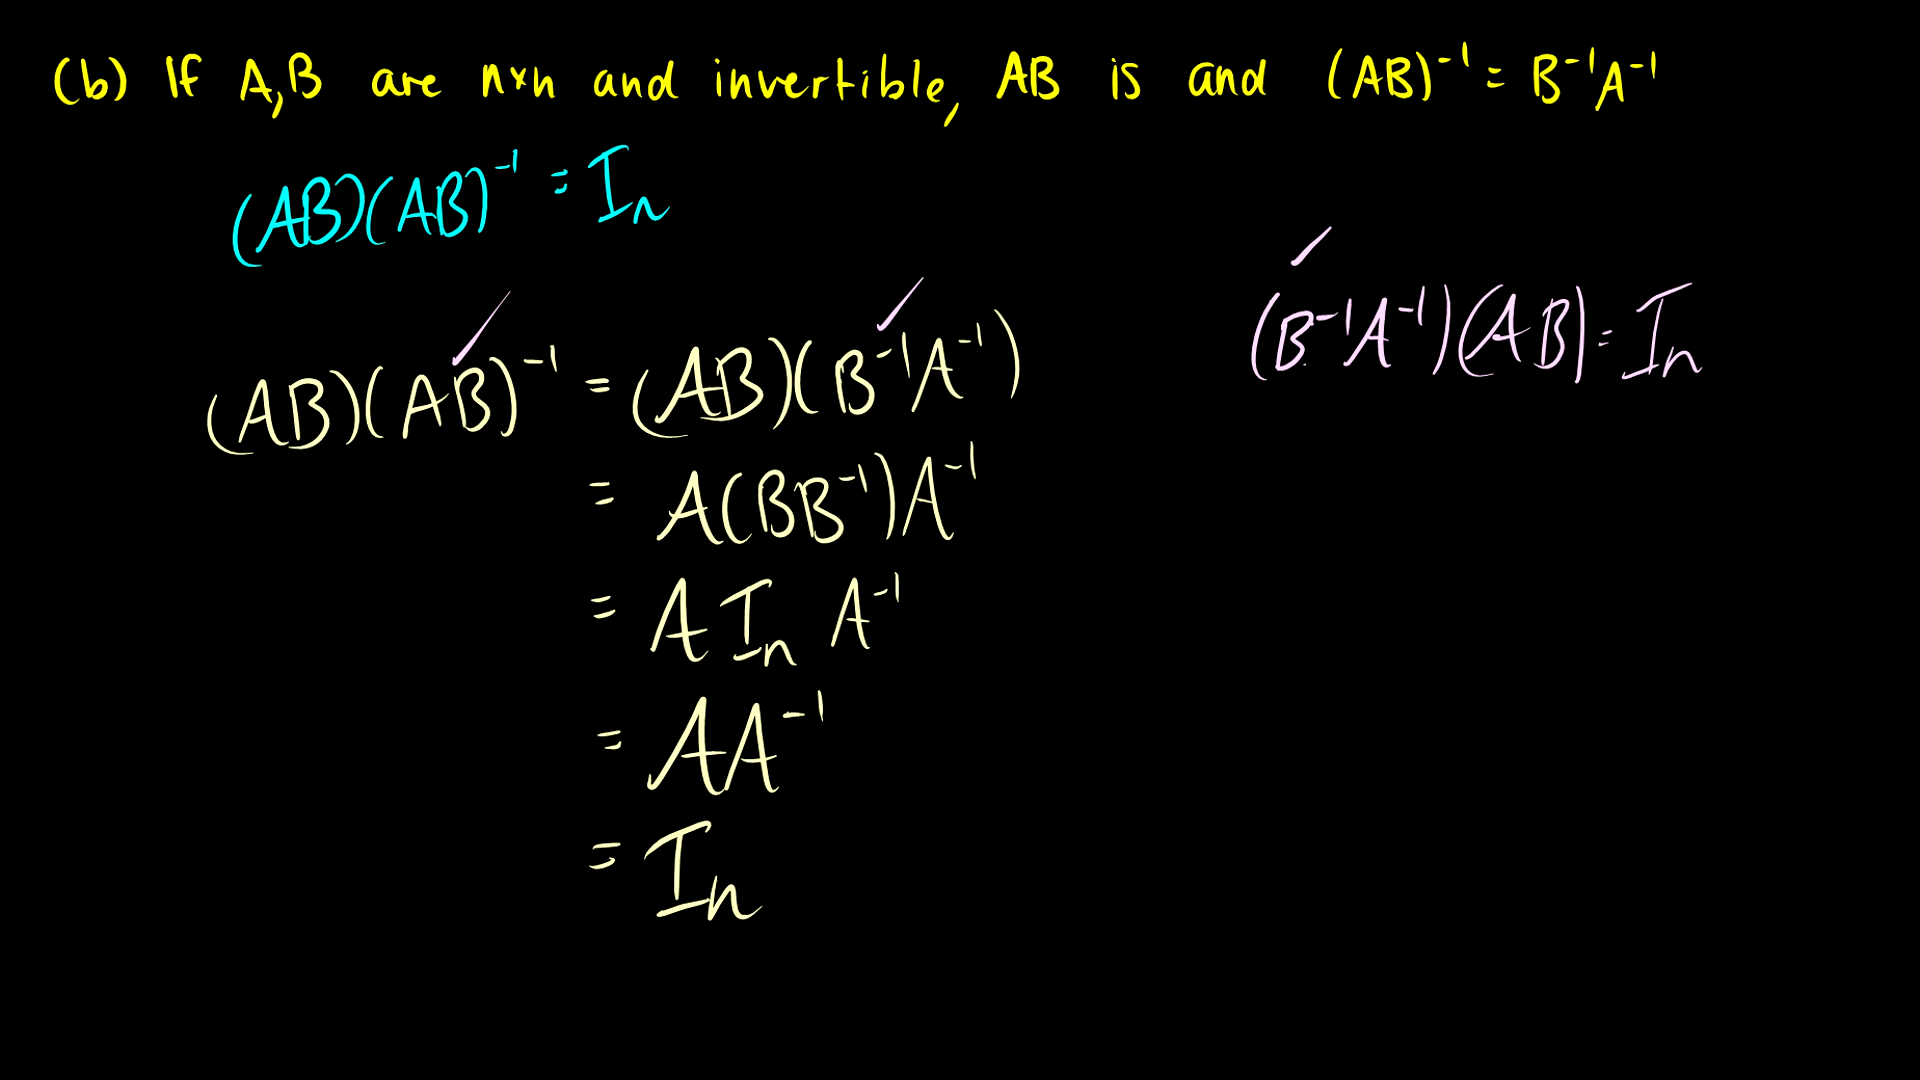 (b) If A,B are n×n and invertible, AB is and (AB)⁻¹ = B⁻¹A⁻¹
(AB)(AB)⁻¹ = Iₙ
(AB)(AB)⁻¹ = (AB)(B⁻¹A⁻¹)
= A(BB⁻¹)A⁻¹
= A Iₙ A⁻¹
= AA⁻¹
= Iₙ
(B⁻¹A⁻¹)(AB) = Iₙ